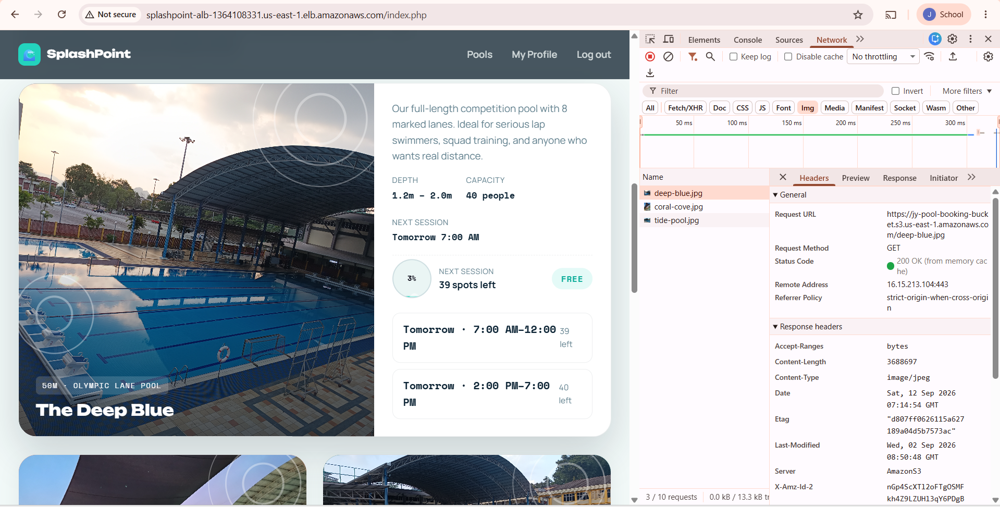 Not secure
splashpoint-alb-1364108331.us-east-1.elb.amazonaws.com/index.php
J
School
SplashPoint
Pools
My Profile
Log out
Our full-length competition pool with 8
marked lanes. Ideal for serious lap
swimmers, squad training, and anyone who
wants real distance.
DEPTH
CAPACITY
1.2m – 2.0m
40 people
NEXT SESSION
Tomorrow 7:00 AM
3%
NEXT SESSION
39 spots left
FREE
Tomorrow · 7:00 AM–12:00
PM
39
left
Tomorrow · 2:00 PM–7:00
PM
40
left
50M · OLYMPIC LANE POOL
The Deep Blue
Elements
Console
Sources
Network
Keep log
Disable cache
No throttling
Filter
Invert
More filters
All
Fetch/XHR
Doc
CSS
JS
Font
Img
Media
Manifest
Socket
Wasm
Other
50 ms
100 ms
150 ms
200 ms
250 ms
300 ms
Name
deep-blue.jpg
coral-cove.jpg
tide-pool.jpg
3 / 10 requests
0.0 kB / 13.3 kB tr
Headers
Preview
Response
Initiator
General
Request URL
https://jy-pool-booking-buck
et.s3.us-east-1.amazonaws.co
m/deep-blue.jpg
Request Method
GET
Status Code
200 OK (from memory cac
he)
Remote Address
16.15.213.104:443
Referrer Policy
strict-origin-when-cross-origi
n
Response headers
Accept-Ranges
bytes
Content-Length
3688697
Content-Type
image/jpeg
Date
Sat, 12 Sep 2026
07:14:54 GMT
Etag
"d807ff0626115a627
189a04d5b7573ac"
Last-Modified
Wed, 02 Sep 2026
08:50:48 GMT
Server
AmazonS3
X-Amz-Id-2
nGp4ScXTl2oFTgOSMF
kh4Z9LZUH13qY6PDgB